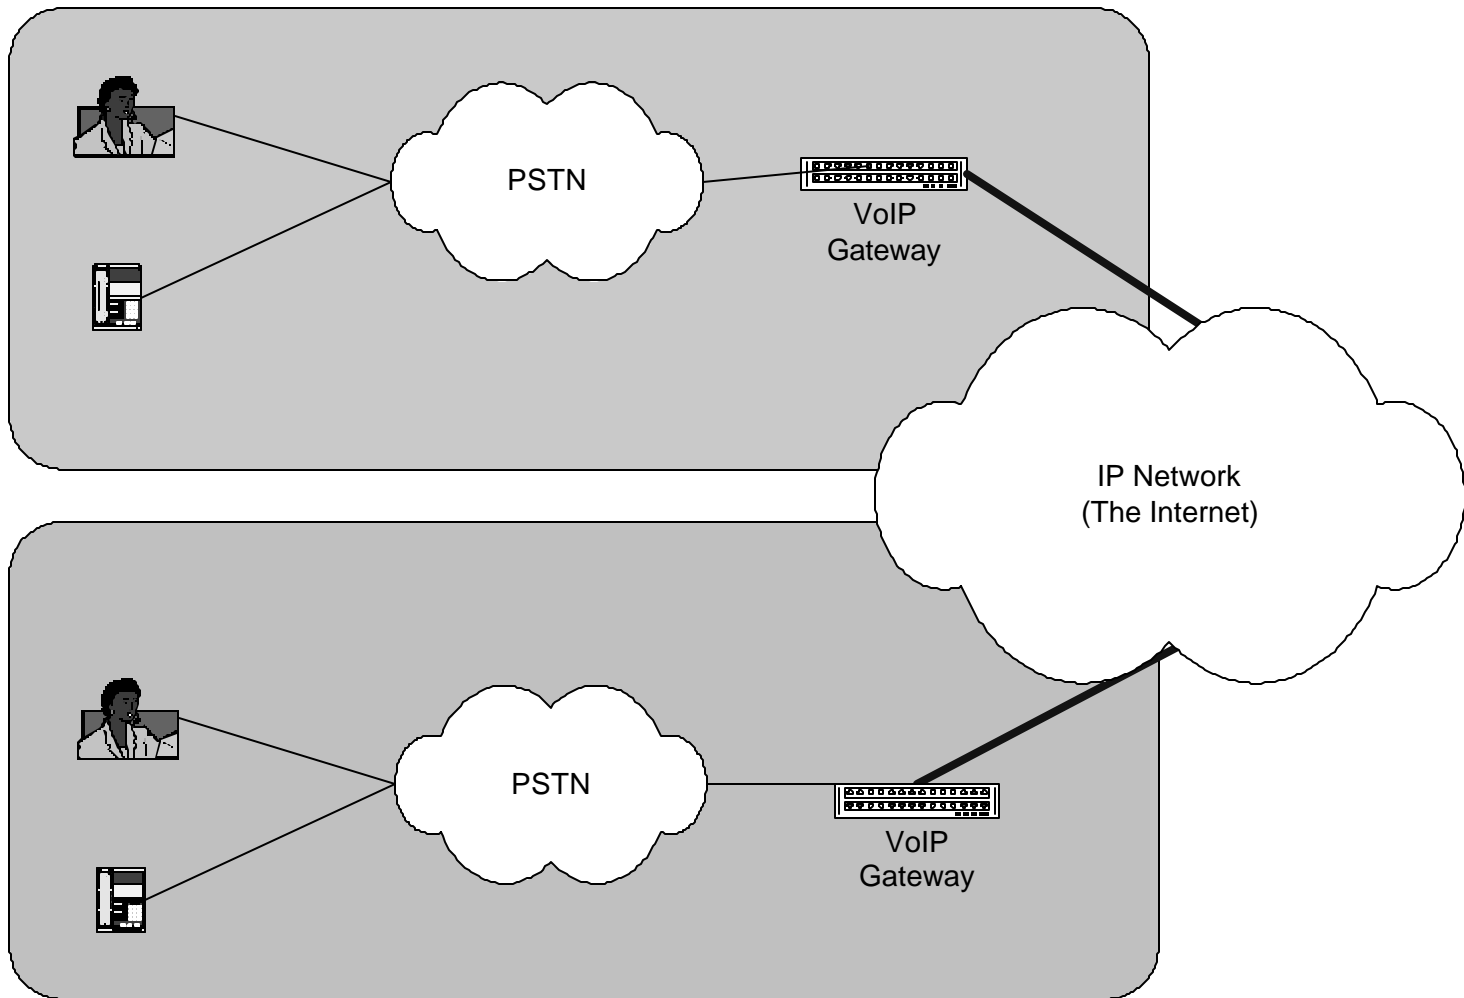 PSTN
VoIP
Gateway
IP Network
(The Internet)
PSTN
VoIP
Gateway